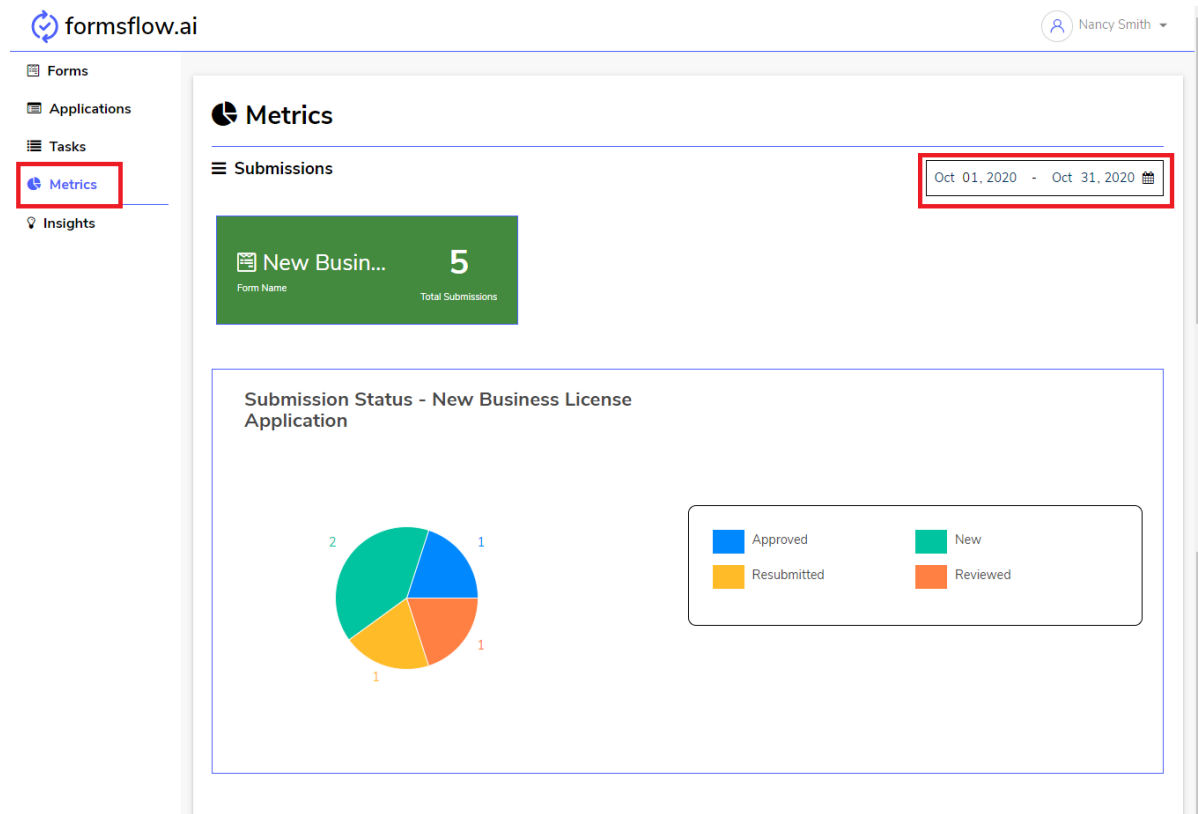 formsflow.ai
Nancy Smith
Forms
Applications
Tasks
Metrics
Insights
Metrics
Submissions
Oct 01, 2020 - Oct 31, 2020
New Busin...
5
Form Name
Total Submissions
Submission Status - New Business License
Application
2
1
1
1
Approved
New
Resubmitted
Reviewed